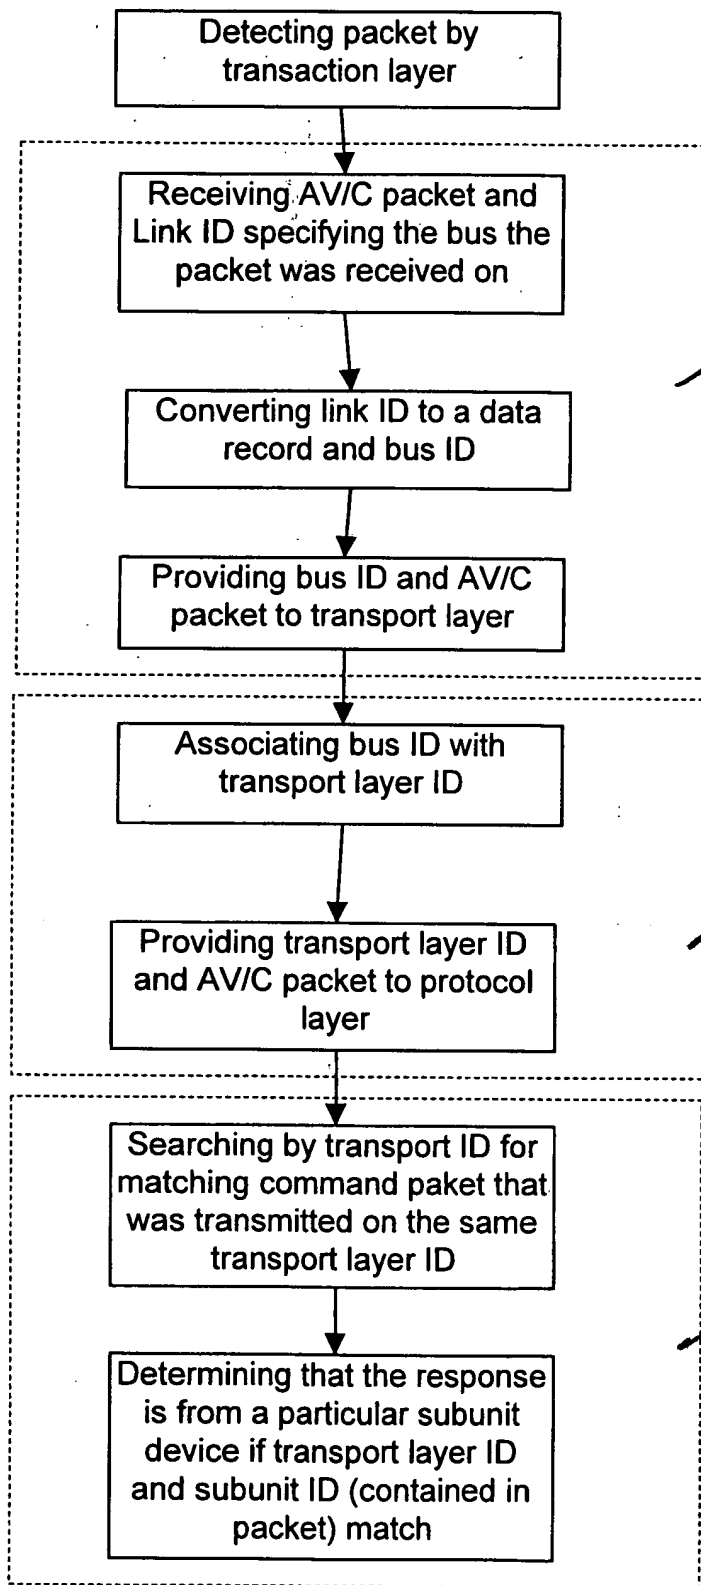 Detecting packet by
transaction layer
Receiving AV/C packet and
Link ID specifying the bus the
packet was received on
Converting link ID to a data
record and bus ID
Providing bus ID and AV/C
packet to transport layer
Associating bus ID with
transport layer ID
Providing transport layer ID
and AV/C packet to protocol
layer
Searching by transport ID for
matching command paket that
was transmitted on the same
transport layer ID
Determining that the response
is from a particular subunit
device if transport layer ID
and subunit ID (contained in
packet) match